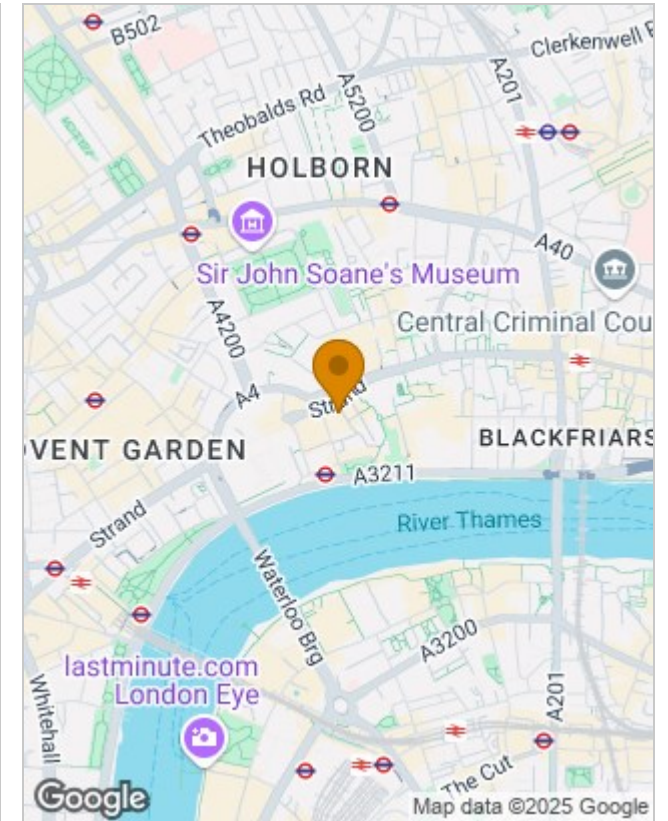 B502
Clerkenwell
A201
A5200
Theobalds Rd
HOLBORN
A40
Sir John Soane's Museum
A4200
Central Criminal Cou
A4
Strand
VENT GARDEN
BLACKFRIARS
A3211
Strand
River Thames
Waterloo Brg
A3200
lastminute.com
London Eye
Whitehall
A201
The Cut
Google
Map data ©2025 Google